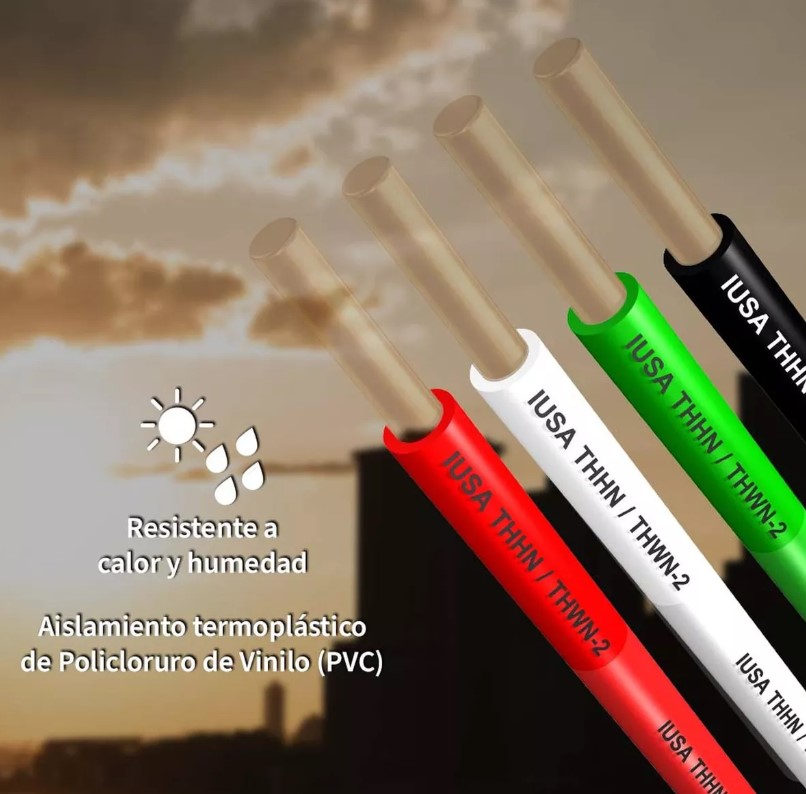 IUSA THHN
IUSA THHN / THWN-2
IUSA THHN / THWN-2
IUSA THHN / THWN-2
Resistente a
calor y humedad
Aislamiento termoplástico
de Policloruro de Vinilo (PVC)
IUSA THHN /
IUSA THHN